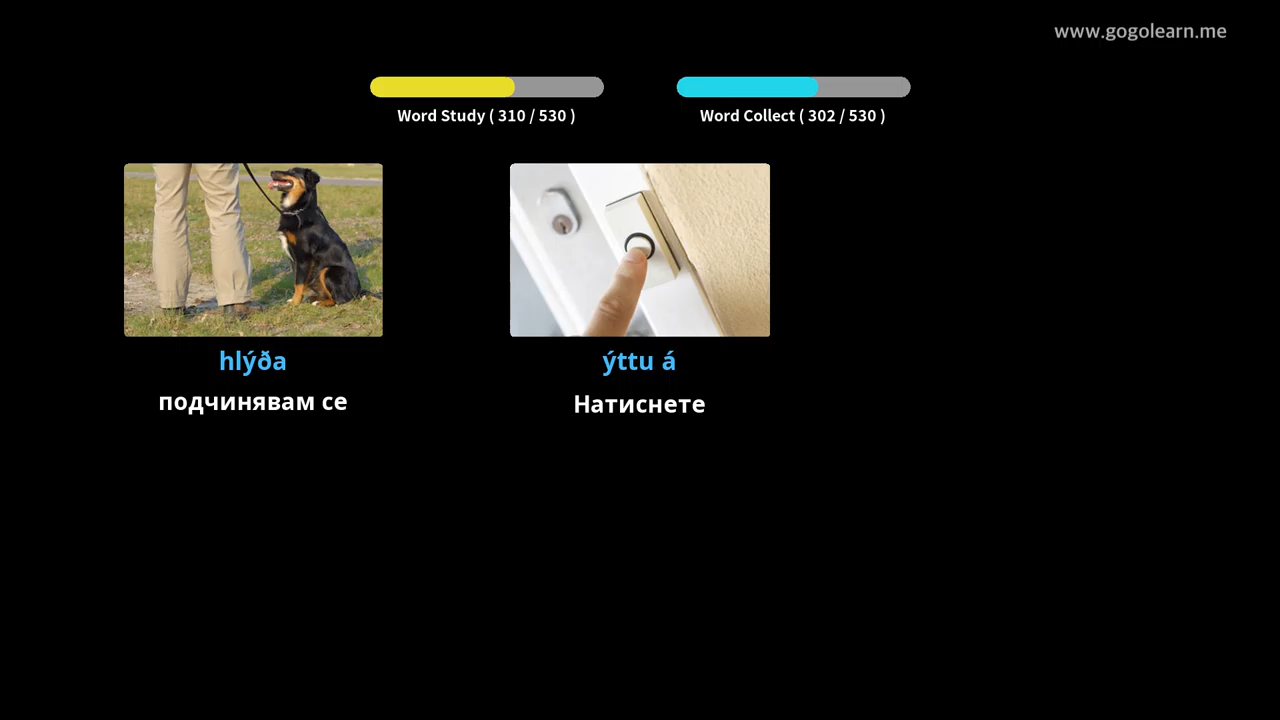 www.gogolearn.me
Word Study ( 310 / 530 )
Word Collect ( 302 / 530 )
hlýða
ýttu á
подчинявам се
Натиснете